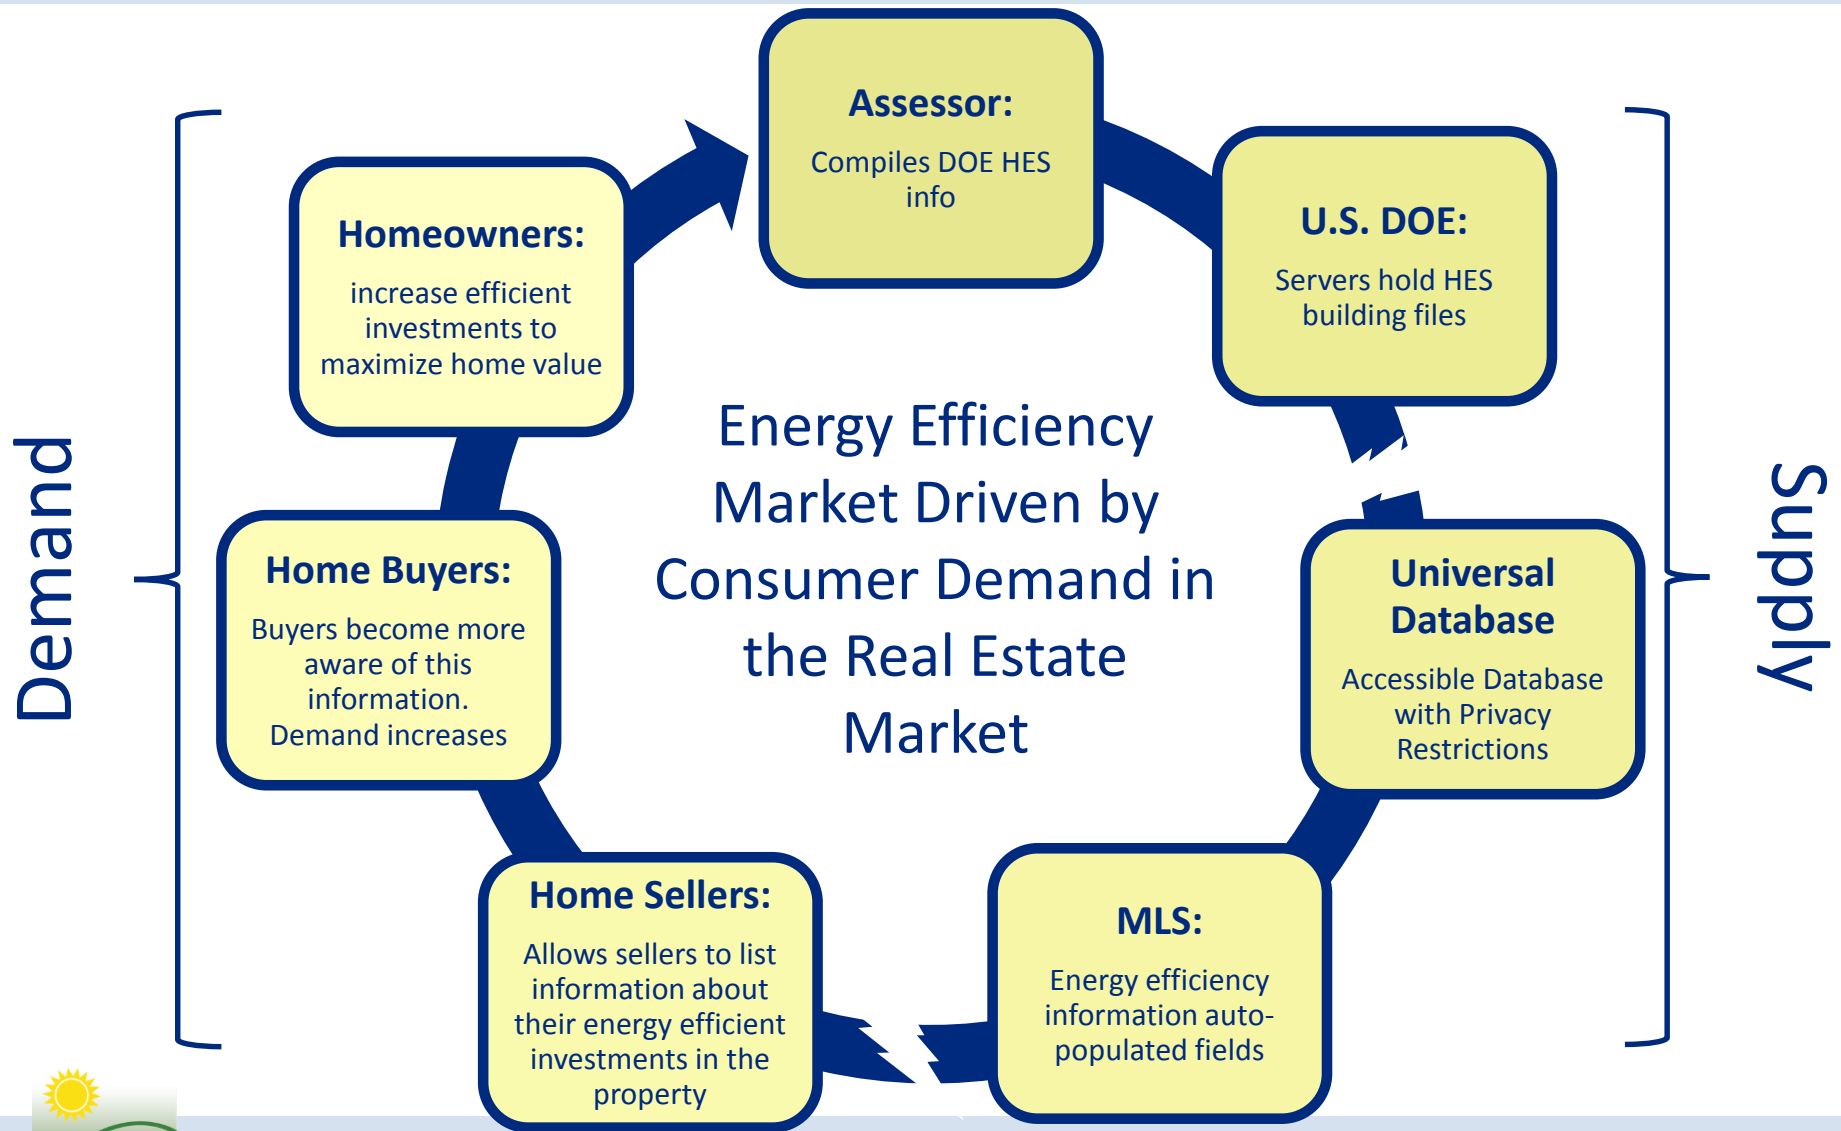 Assessor:
Compiles DOE HES
info
U.S. DOE:
Servers hold HES
building files
Universal
Database
Accessible Database
with Privacy
Restrictions
MLS:
Energy efficiency
information auto-
populated fields
Home Sellers:
Allows sellers to list
information about
their energy efficient
investments in the
property
Home Buyers:
Buyers become more
aware of this
information.
Demand increases
Homeowners:
increase efficient
investments to
maximize home value
Energy Efficiency
Market Driven by
Consumer Demand in
the Real Estate
Market
Demand
Supply